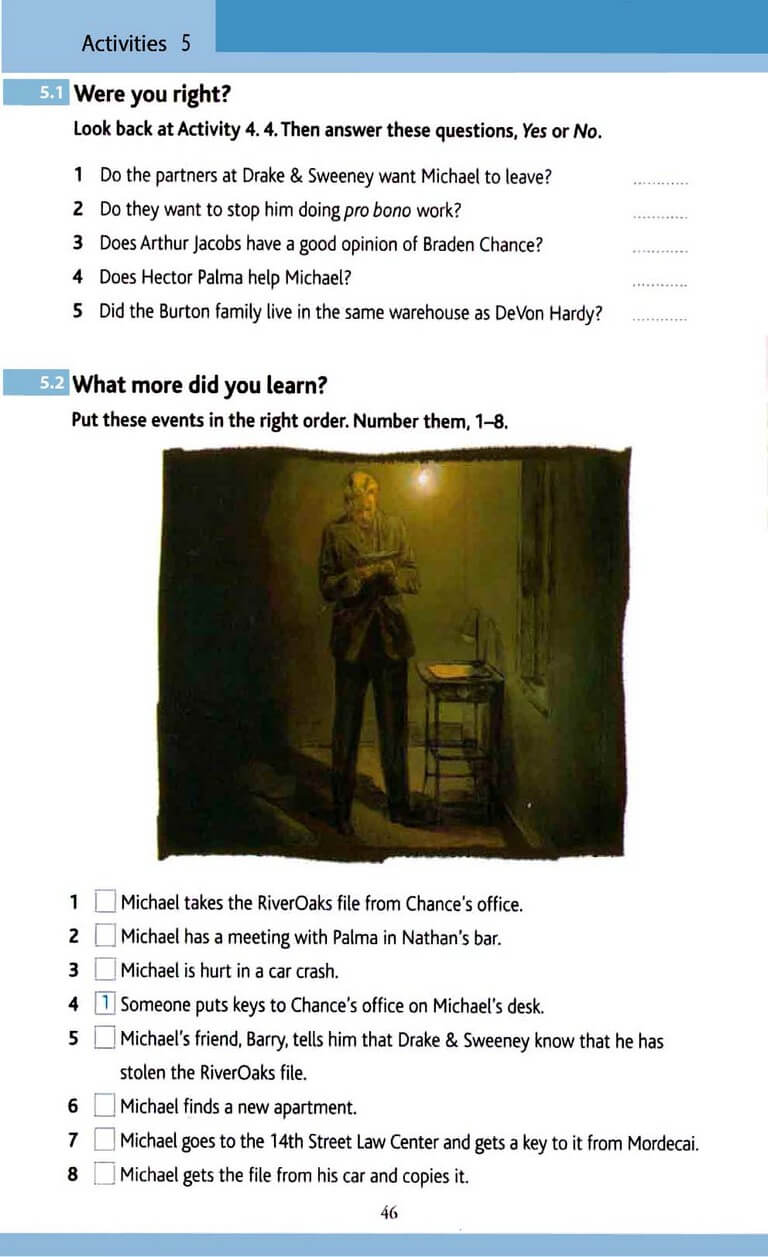 Activities 5
5.1 Were you right?
Look back at Activity 4. 4. Then answer these questions, Yes or No.
1 Do the partners at Drake & Sweeney want Michael to leave? ............
2 Do they want to stop him doing pro bono work? ............
3 Does Arthur Jacobs have a good opinion of Braden Chance? ............
4 Does Hector Palma help Michael? ............
5 Did the Burton family live in the same warehouse as DeVon Hardy? ............
5.2 What more did you learn?
Put these events in the right order. Number them, 1–8.
1 Michael takes the RiverOaks file from Chance's office.
2 Michael has a meeting with Palma in Nathan's bar.
3 Michael is hurt in a car crash.
4 1 Someone puts keys to Chance's office on Michael's desk.
5 Michael's friend, Barry, tells him that Drake & Sweeney know that he has
stolen the RiverOaks file.
6 Michael finds a new apartment.
7 Michael goes to the 14th Street Law Center and gets a key to it from Mordecai.
8 Michael gets the file from his car and copies it.
46